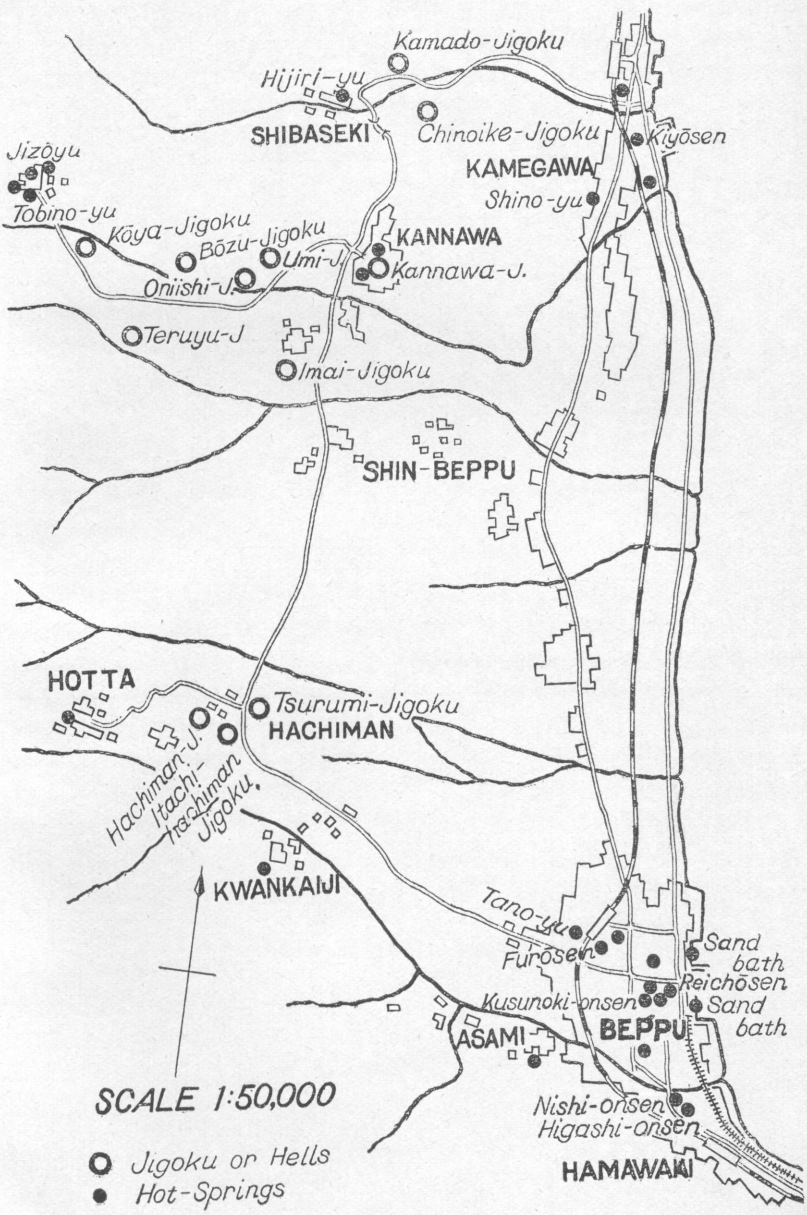 Kamado-Jigoku
Hijiri-yu
SHIBASEKI
Chinoike-Jigoku
Kiyōsen
KAMEGAWA
Shino-yu
Jizōyu
Tobino-yu
Kōya-Jigoku
Bōzu-Jigoku
Umi-J.
Oniishi-J.
KANNAWA
Kannawa-J.
Teruyu-J
Imai-Jigoku
SHIN-BEPPU
HOTTA
Tsurumi-Jigoku
HACHIMAN
Hachiman-J.
Itachi-
hachiman
Jigoku.
KWANKAIJI
Tano-yu
Furōsen
Sand
bath
Reichōsen
Kusunoki-onsen
Sand
bath
BEPPU
ASAMI
Nishi-onsen
Higashi-onsen
HAMAWAKI
SCALE 1:50,000
Jigoku or Hells
Hot-Springs